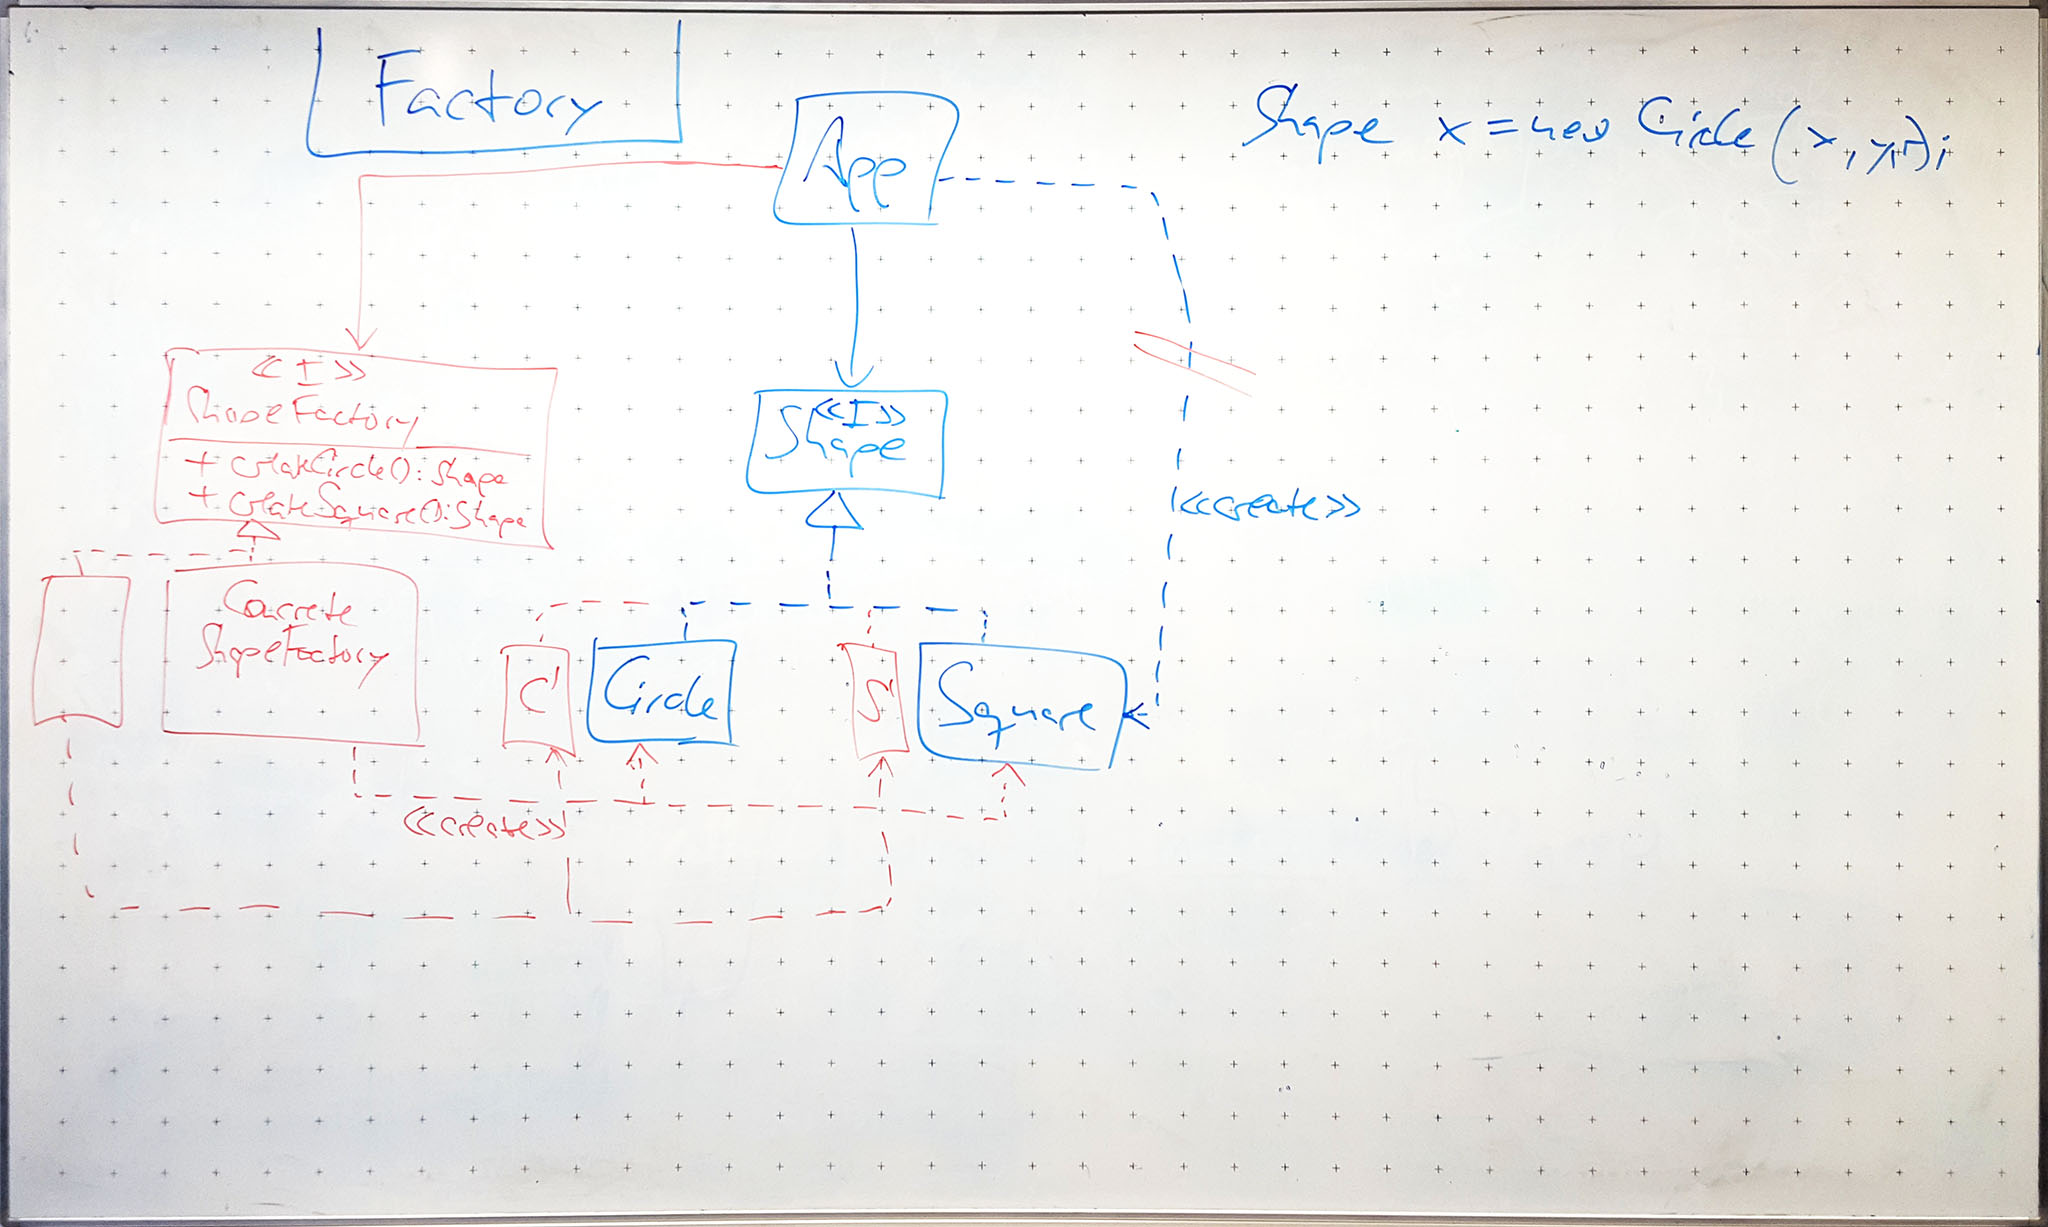 Factory
App
Shape x = new Circle (x, y, r);
<<I>>
ShapeFactory
+ createCircle(): Shape
+ createSquare(): Shape
<<I>>
Shape
<<create>>
Concrete
ShapeFactory
C'
Circle
S'
Square
<<create>>